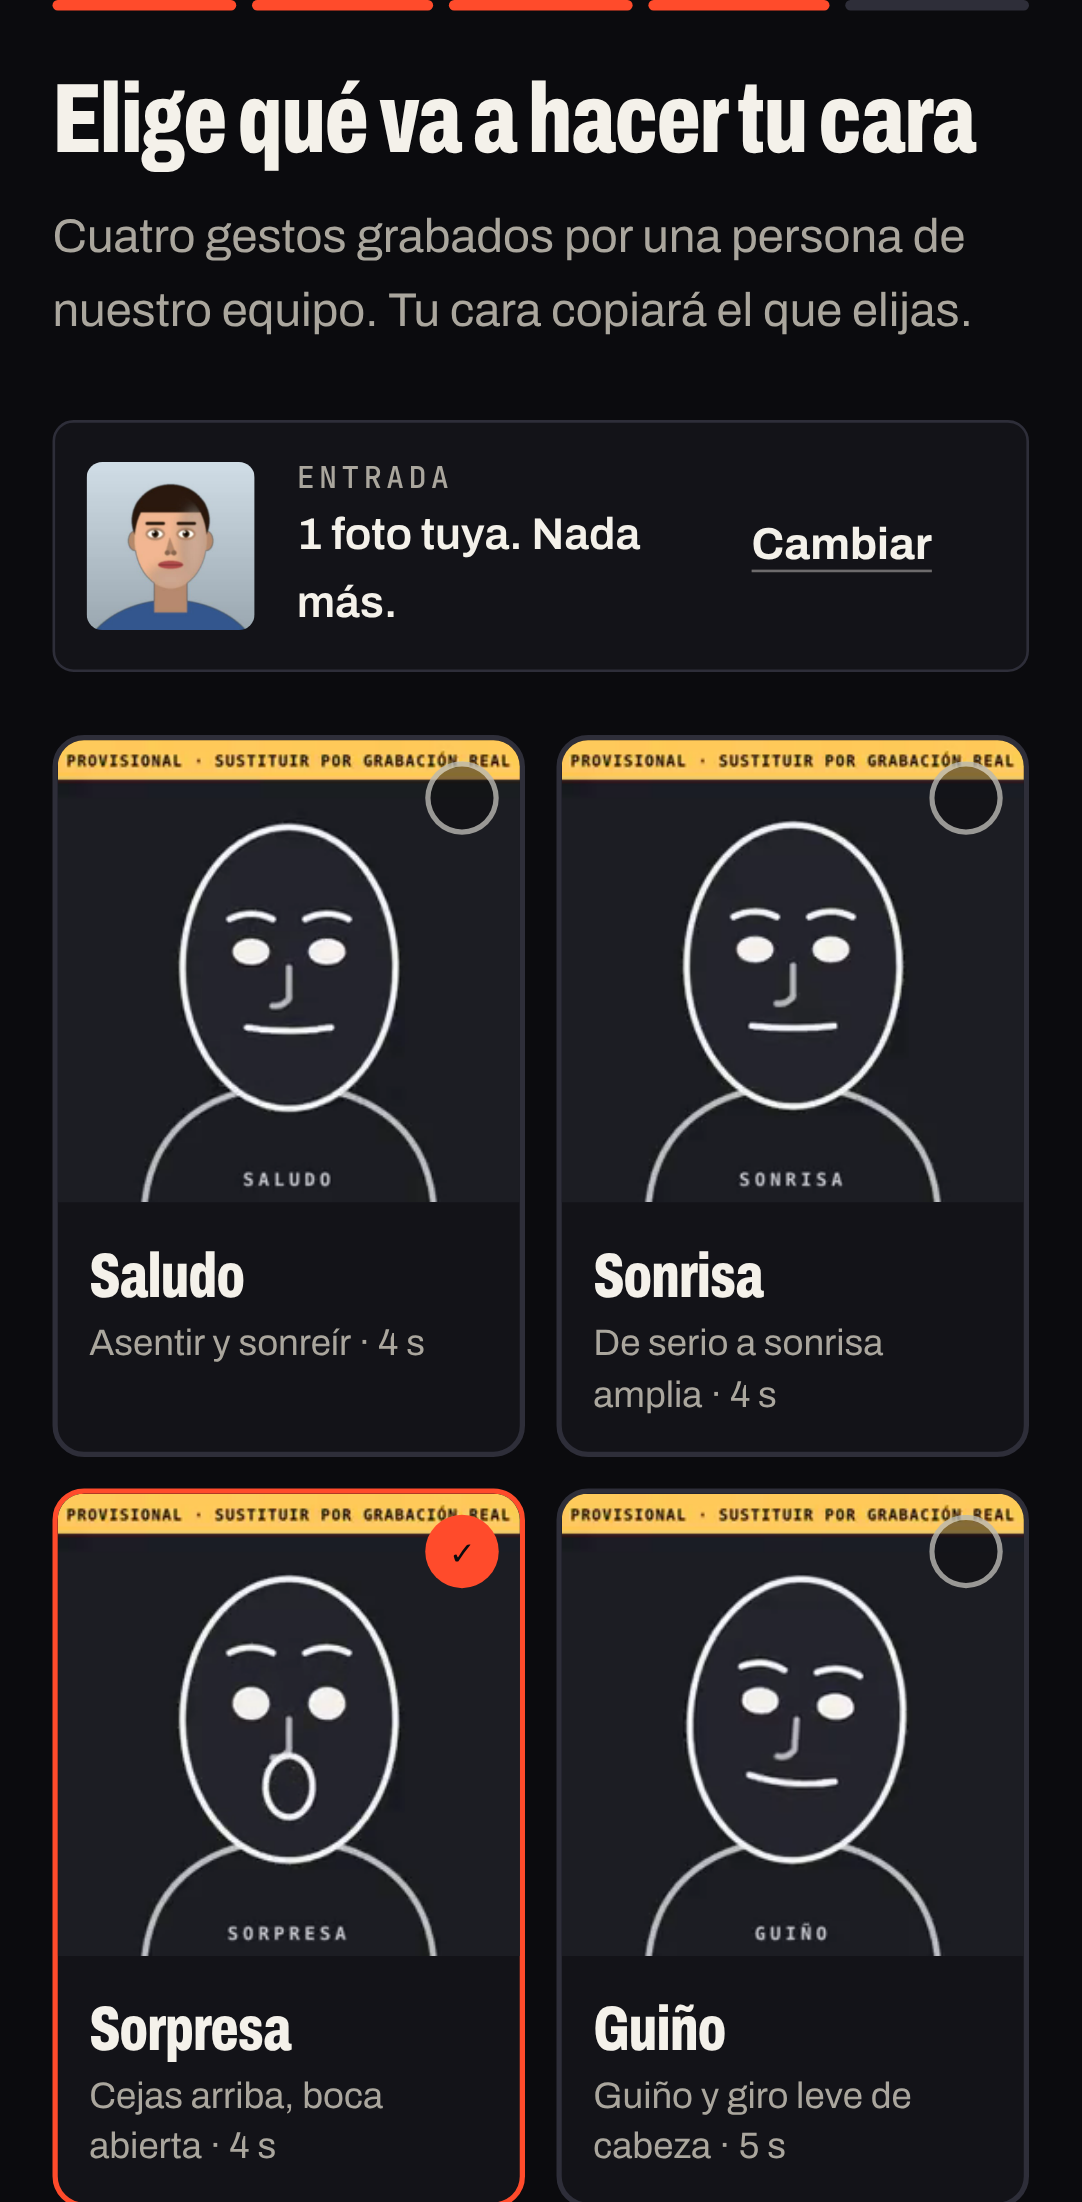 Elige qué va a hacer tu cara
Cuatro gestos grabados por una persona de
nuestro equipo. Tu cara copiará el que elijas.
ENTRADA
1 foto tuya. Nada
más.
Cambiar
PROVISIONAL · SUSTITUIR POR GRABACIÓN REAL
SALUDO
Saludo
Asentir y sonreír · 4 s
PROVISIONAL · SUSTITUIR POR GRABACIÓN REAL
SONRISA
Sonrisa
De serio a sonrisa
amplia · 4 s
PROVISIONAL · SUSTITUIR POR GRABACIÓN REAL
✓
SORPRESA
Sorpresa
Cejas arriba, boca
abierta · 4 s
PROVISIONAL · SUSTITUIR POR GRABACIÓN REAL
GUIÑO
Guiño
Guiño y giro leve de
cabeza · 5 s